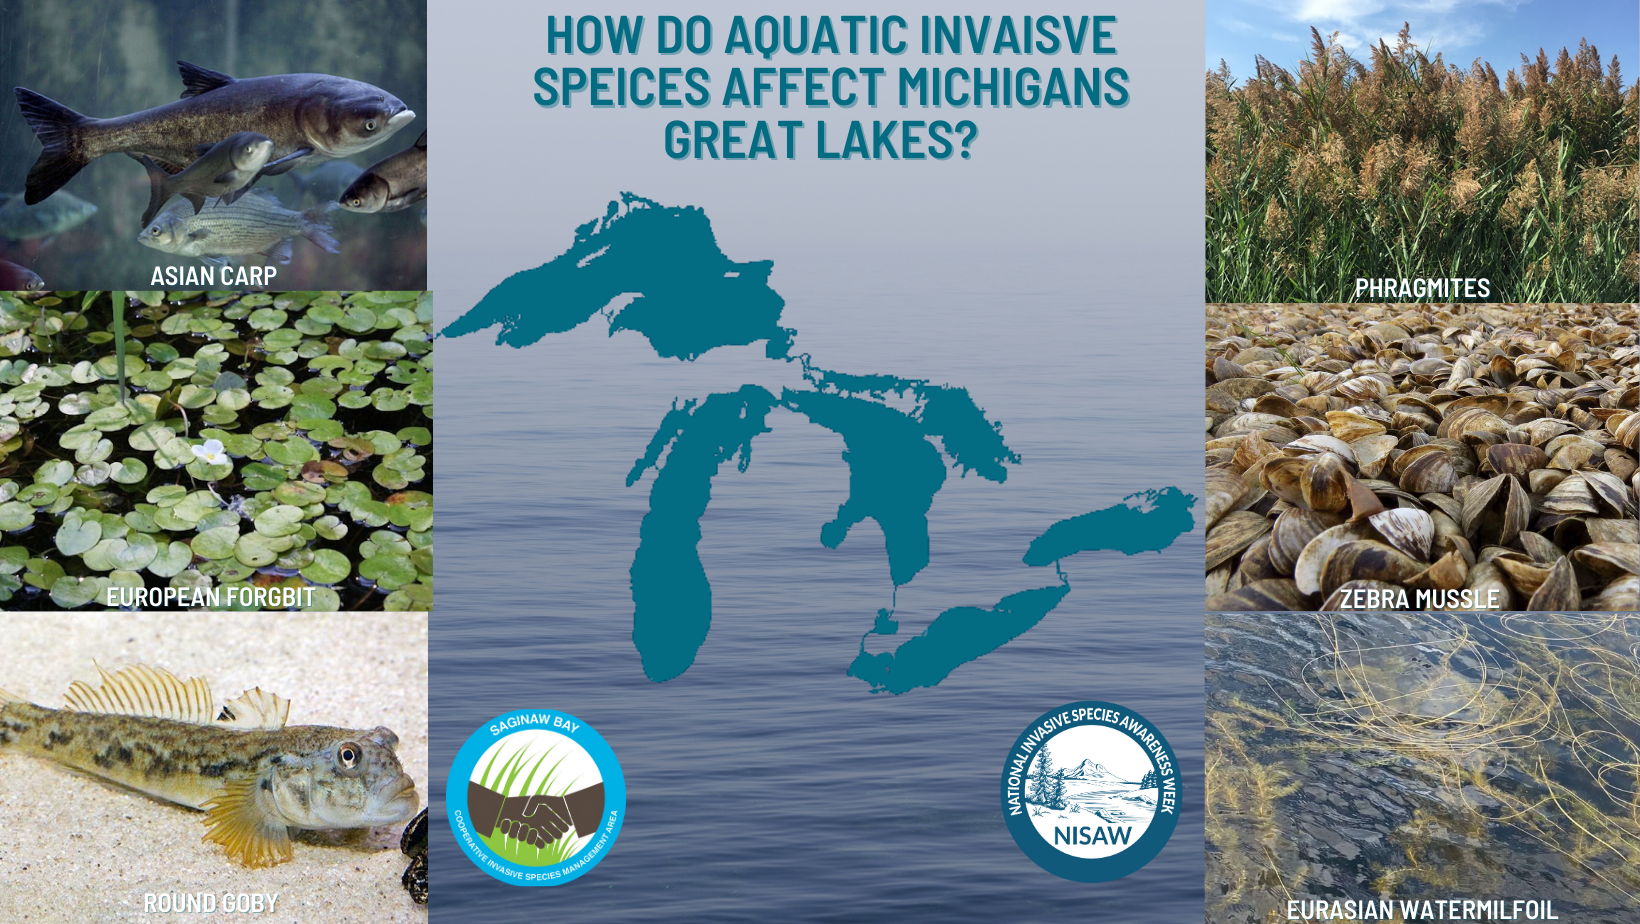 HOW DO AQUATIC INVAISVE
SPEICES AFFECT MICHIGANS
GREAT LAKES?
ASIAN CARP
PHRAGMITES
EUROPEAN FORGBIT
ZEBRA MUSSLE
ROUND GOBY
EURASIAN WATERMILFOIL
SAGINAW BAY
COOPERATIVE INVASIVE SPECIES MANAGEMENT AREA
NATIONAL INVASIVE SPECIES AWARENESS WEEK
NISAW